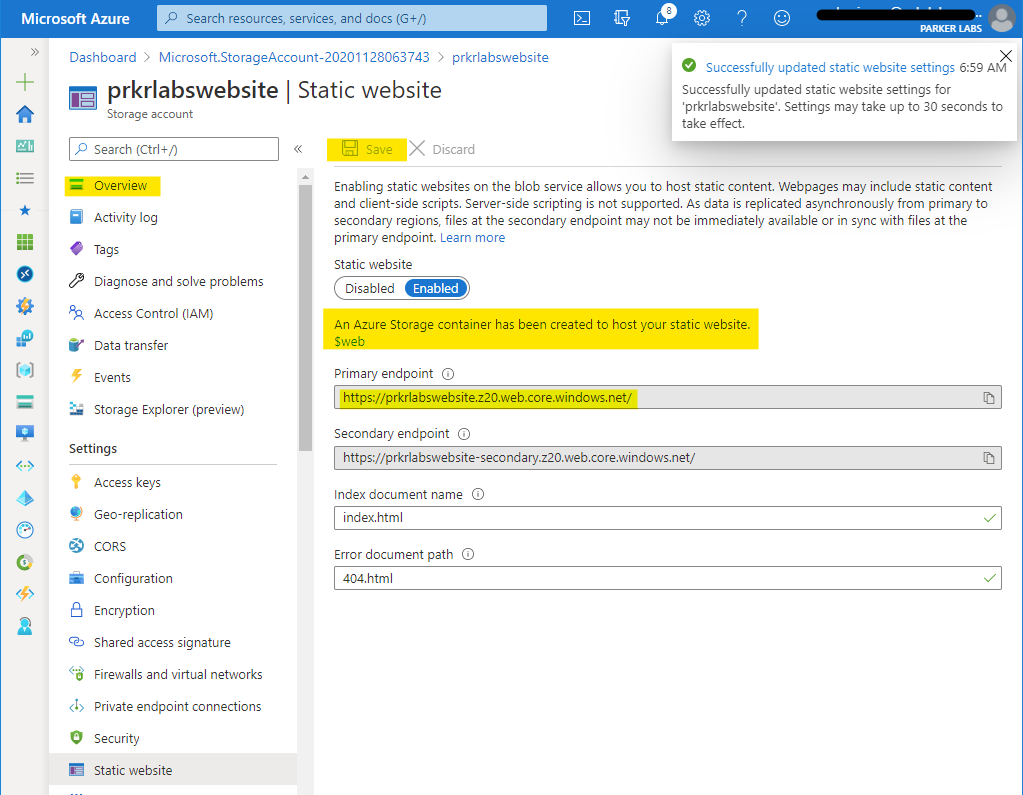 Microsoft Azure
Search resources, services, and docs (G+/)
8
PARKER LABS
Dashboard > Microsoft.StorageAccount-20201128063743 > prkrlabswebsite
prkrlabswebsite | Static website
Storage account
Successfully updated static website settings 6:59 AM
Successfully updated static website settings for
'prkrlabswebsite'. Settings may take up to 30 seconds to
take effect.
Search (Ctrl+/)
«
Overview
Activity log
Tags
Diagnose and solve problems
Access Control (IAM)
Data transfer
Events
Storage Explorer (preview)
Settings
Access keys
Geo-replication
CORS
Configuration
Encryption
Shared access signature
Firewalls and virtual networks
Private endpoint connections
Security
Static website
Save
Discard
Enabling static websites on the blob service allows you to host static content. Webpages may include static content
and client-side scripts. Server-side scripting is not supported. As data is replicated asynchronously from primary to
secondary regions, files at the secondary endpoint may not be immediately available or in sync with files at the
primary endpoint. Learn more
Static website
Disabled Enabled
An Azure Storage container has been created to host your static website.
$web
Primary endpoint
https://prkrlabswebsite.z20.web.core.windows.net/
Secondary endpoint
https://prkrlabswebsite-secondary.z20.web.core.windows.net/
Index document name
index.html
Error document path
404.html